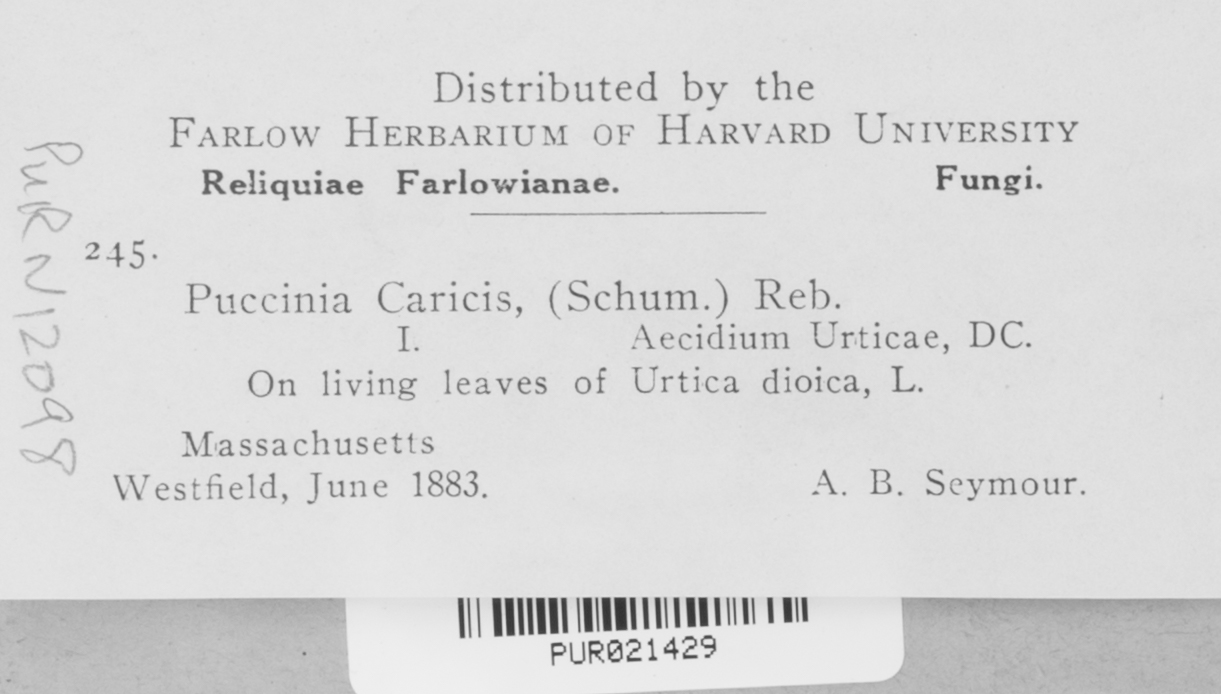 Distributed by the
FARLOW HERBARIUM OF HARVARD UNIVERSITY
Reliquiae Farlowianae. Fungi.
245.
Puccinia Caricis, (Schum.) Reb.
I. Aecidium Urticae, DC.
On living leaves of Urtica dioica, L.
Massachusetts
Westfield, June 1883. A. B. Seymour.
PUR N12098
PUR021429